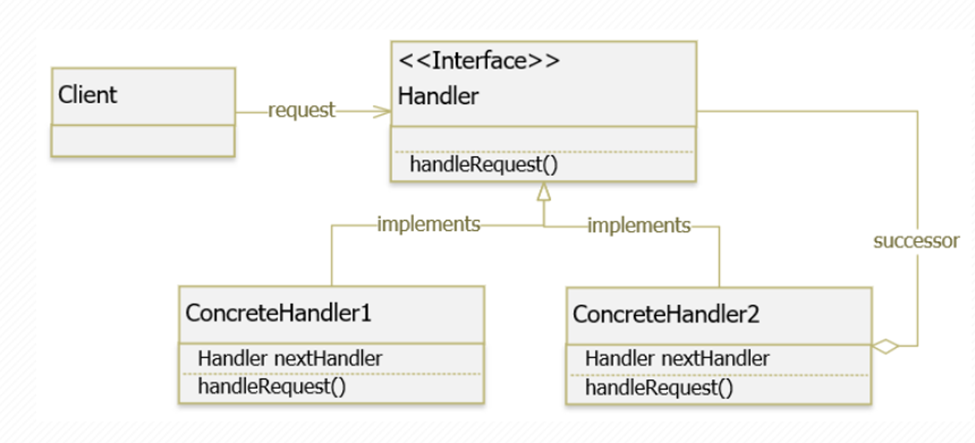 Client
request
<<Interface>>
Handler
handleRequest()
implements
implements
successor
ConcreteHandler1
Handler nextHandler
handleRequest()
ConcreteHandler2
Handler nextHandler
handleRequest()